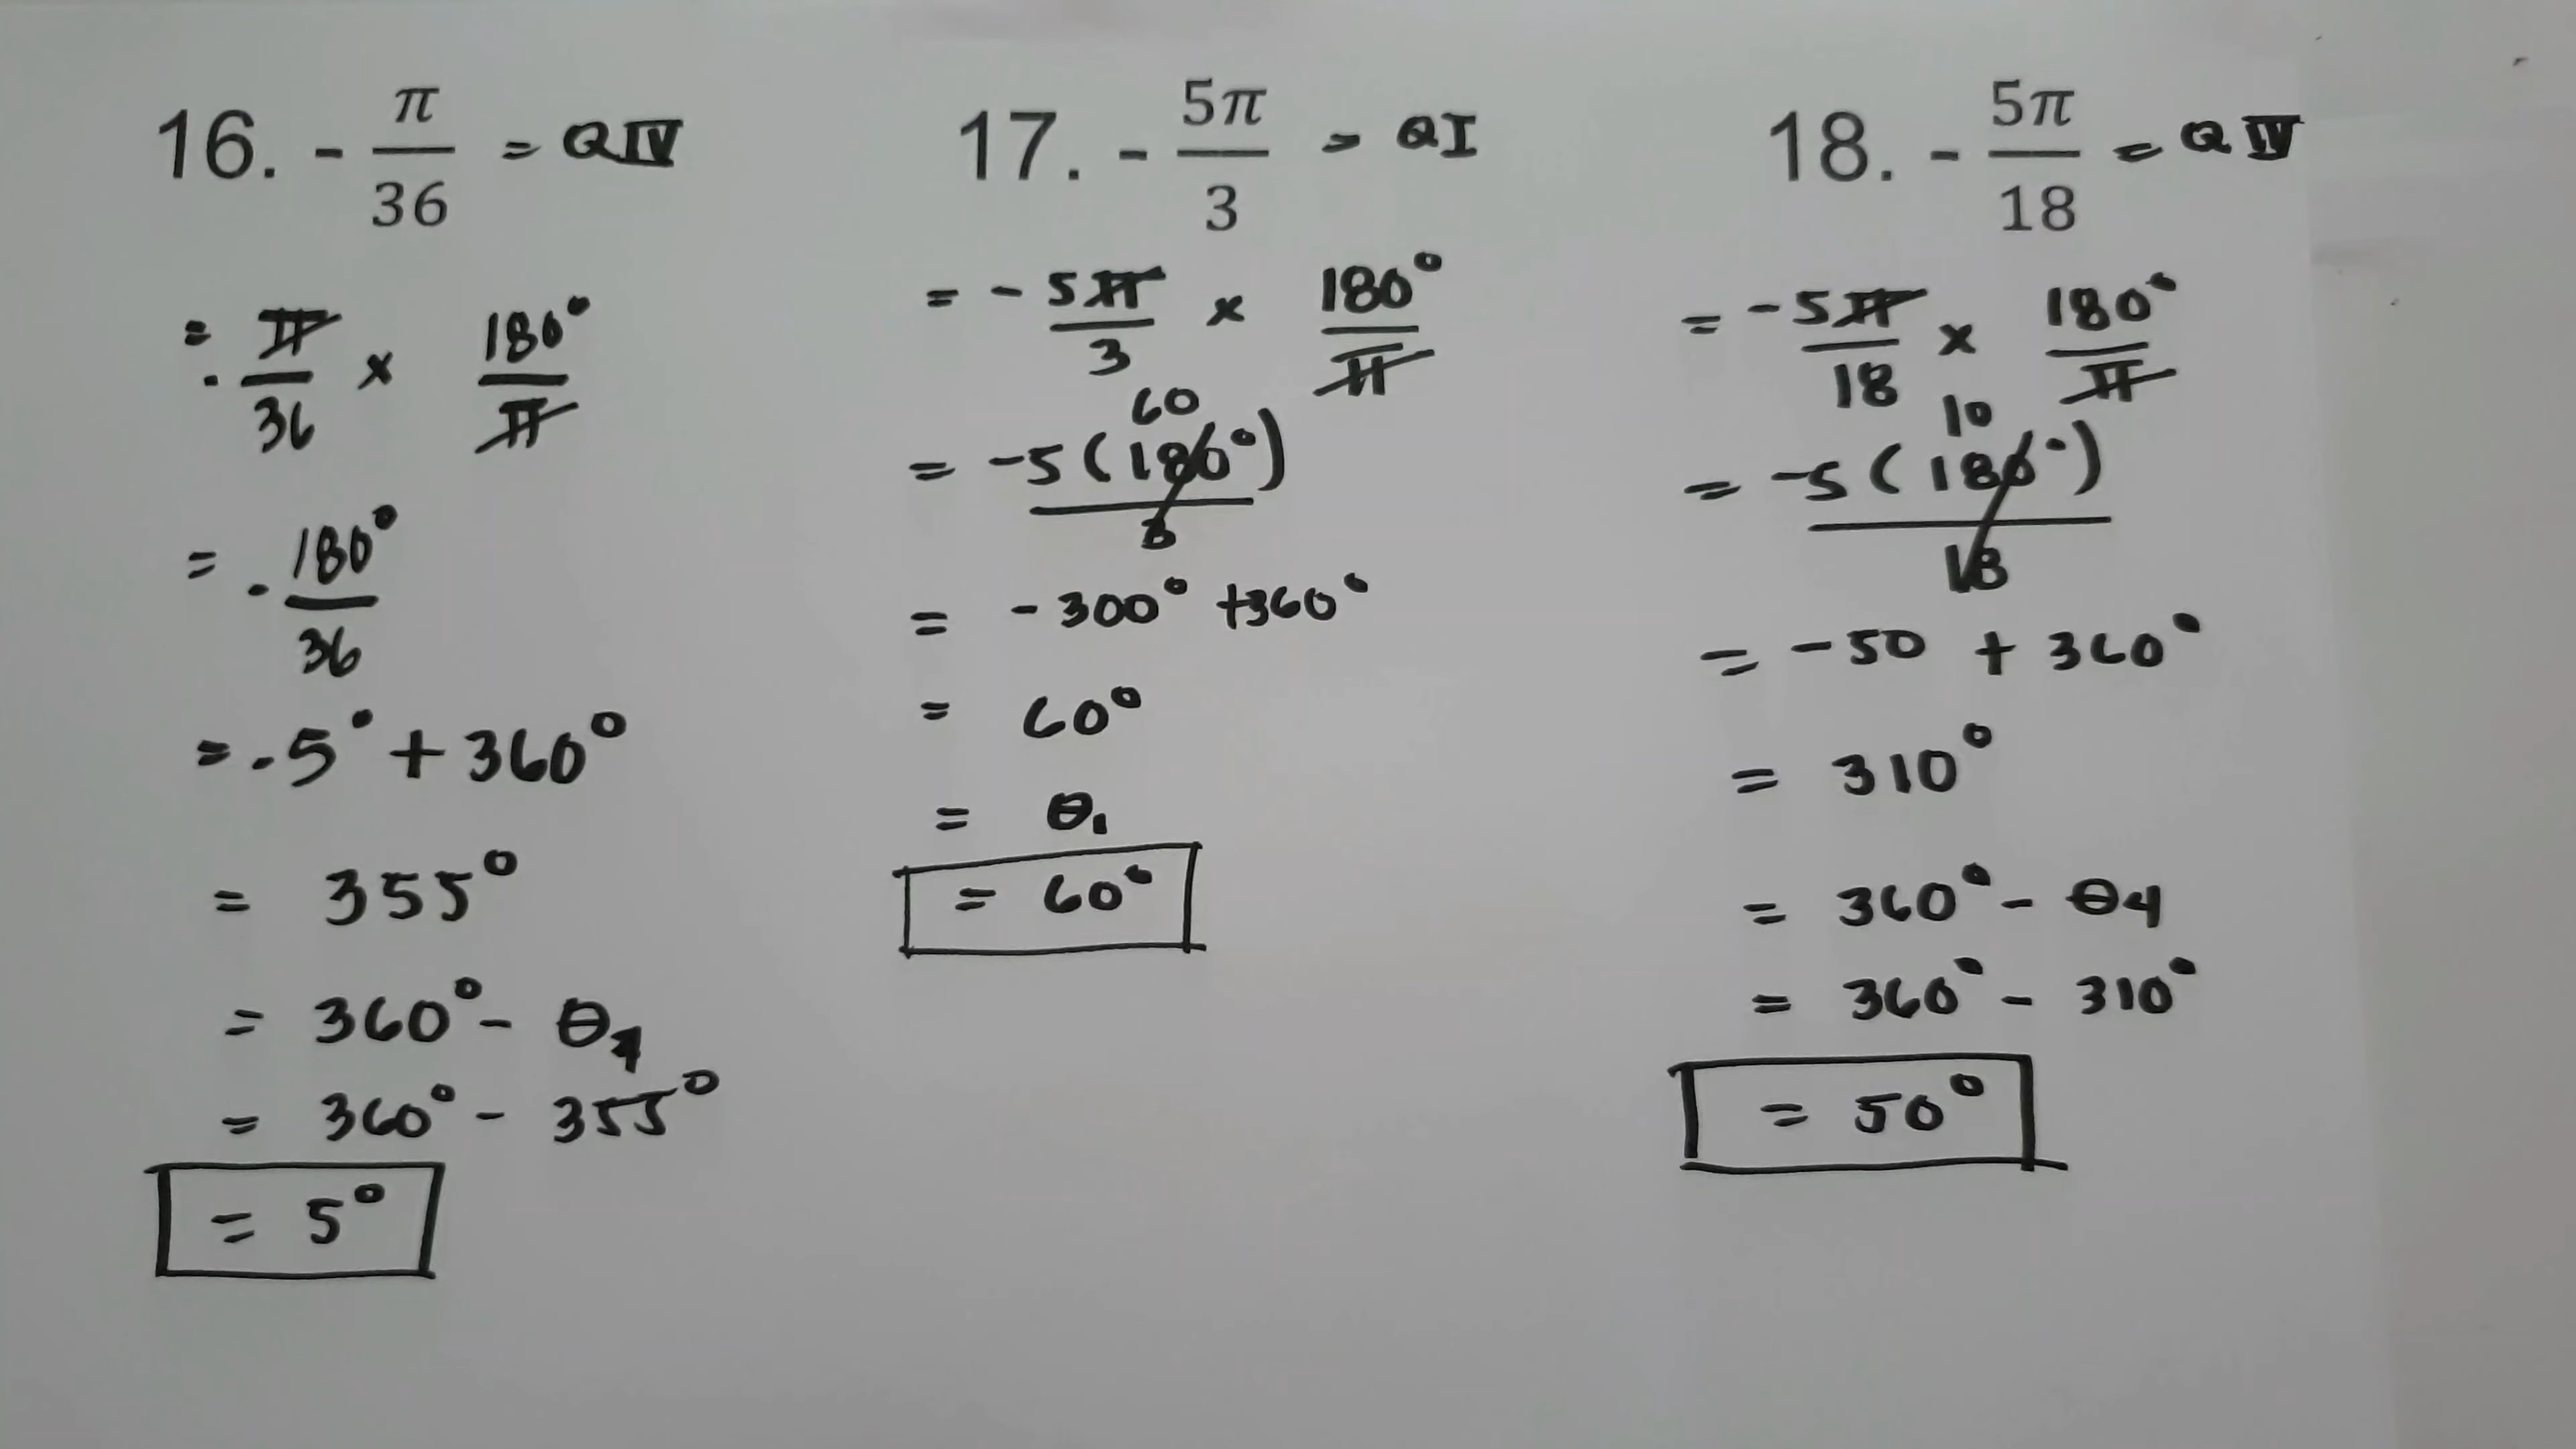 16. - π/36 = QIV
= - π/36 x 180°/π
= - 180°/36
= -5° + 360°
= 355°
= 360° - θ4
= 360° - 355°
= 5°
17. - 5π/3 = QI
= - 5π/3 x 180°/π
60
= -5(180°)/3
= -300° +360°
= 60°
= θ1
= 60°
18. - 5π/18 = QIV
= -5π/18 x 180°/π
10
= -5(180°)/18
= -50 + 360°
= 310°
= 360° - θ4
= 360° - 310°
= 50°